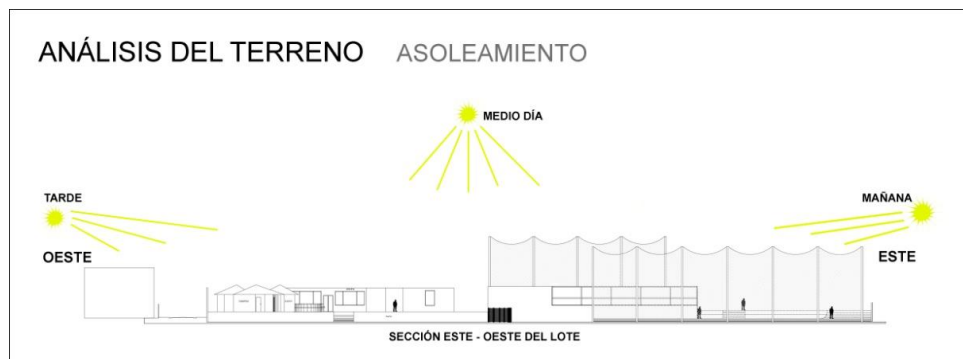 ANÁLISIS DEL TERRENO ASOLEAMIENTO
MEDIO DÍA
TARDE
MAÑANA
OESTE
ESTE
SECCIÓN ESTE - OESTE DEL LOTE